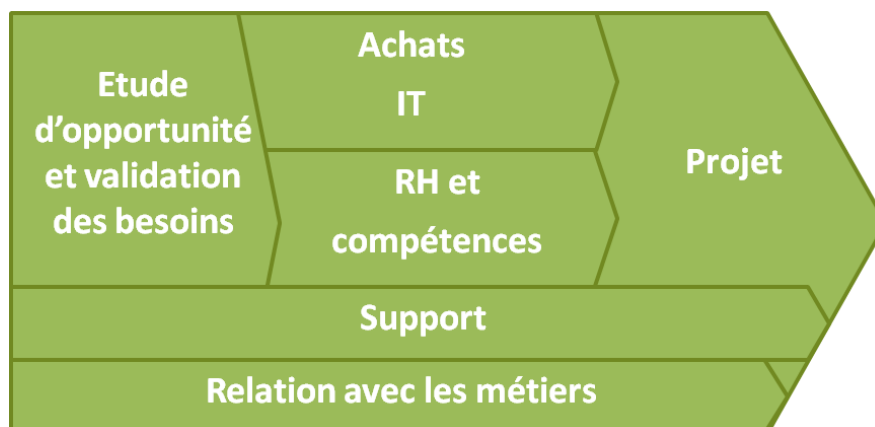 Etude
d'opportunité
et validation
des besoins
Achats
IT
RH et
compétences
Projet
Support
Relation avec les métiers